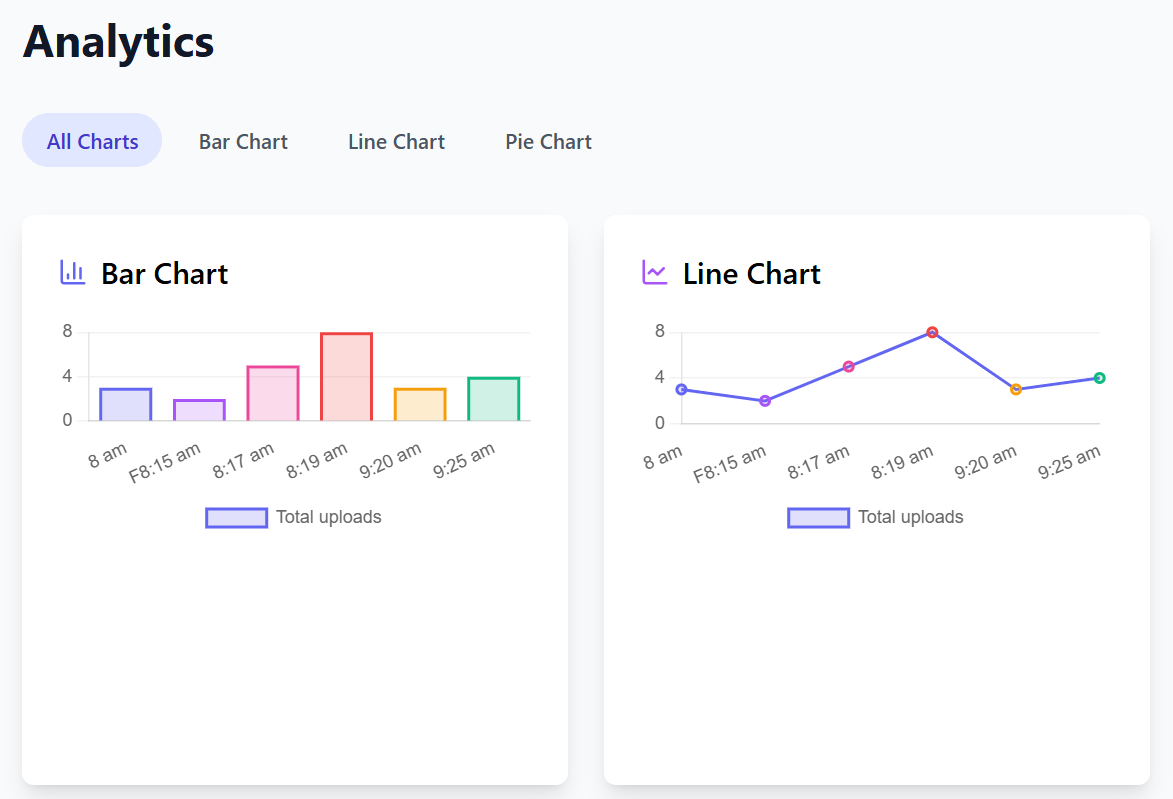 Analytics
All Charts Bar Chart Line Chart Pie Chart
Bar Chart
8
4
0
8 am F8:15 am 8:17 am 8:19 am 9:20 am 9:25 am
Total uploads
Line Chart
8
4
0
8 am F8:15 am 8:17 am 8:19 am 9:20 am 9:25 am
Total uploads